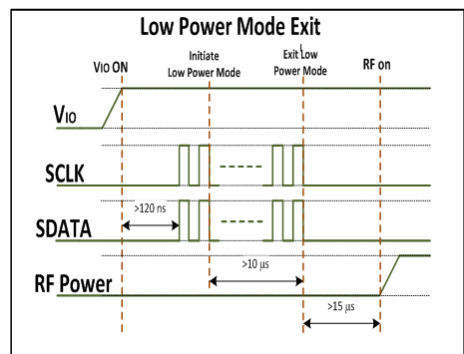 Low Power Mode Exit
VIO ON
Initiate
Low Power Mode
Exit Low
Power Mode
RF on
VIO
SCLK
>120 ns
SDATA
>10 µs
RF Power
>15 µs